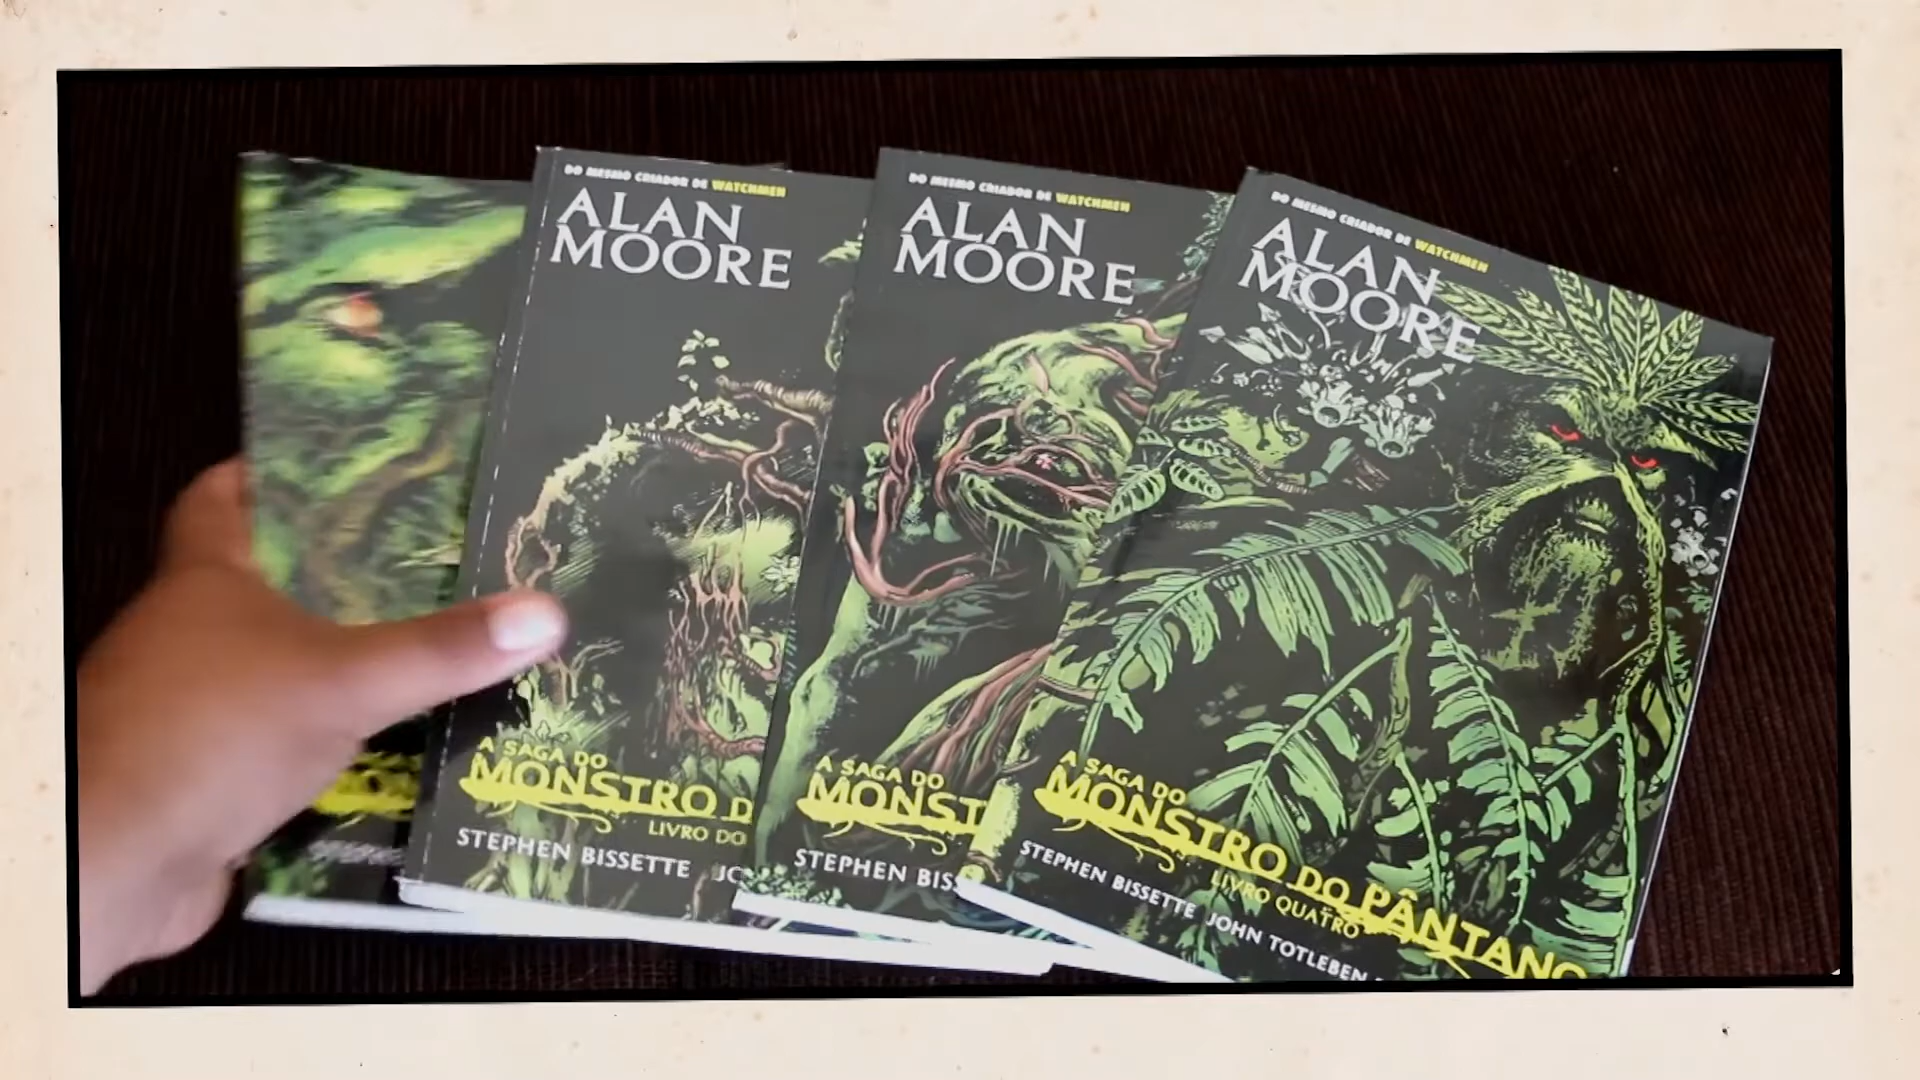 DO MESMO CRIADOR DE WATCHMEN
ALAN
MOORE
A SAGA DO
MONSTRO D
LIVRO DO
STEPHEN BISSETTE JO
DO MESMO CRIADOR DE WATCHMEN
ALAN
MOORE
A SAGA DO
MONST
STEPHEN BIS
DO MESMO CRIADOR DE WATCHMEN
ALAN
MOORE
A SAGA DO
MONSTRO DO PÂNTANO
LIVRO QUATRO
STEPHEN BISSETTE JOHN TOTLEBEN